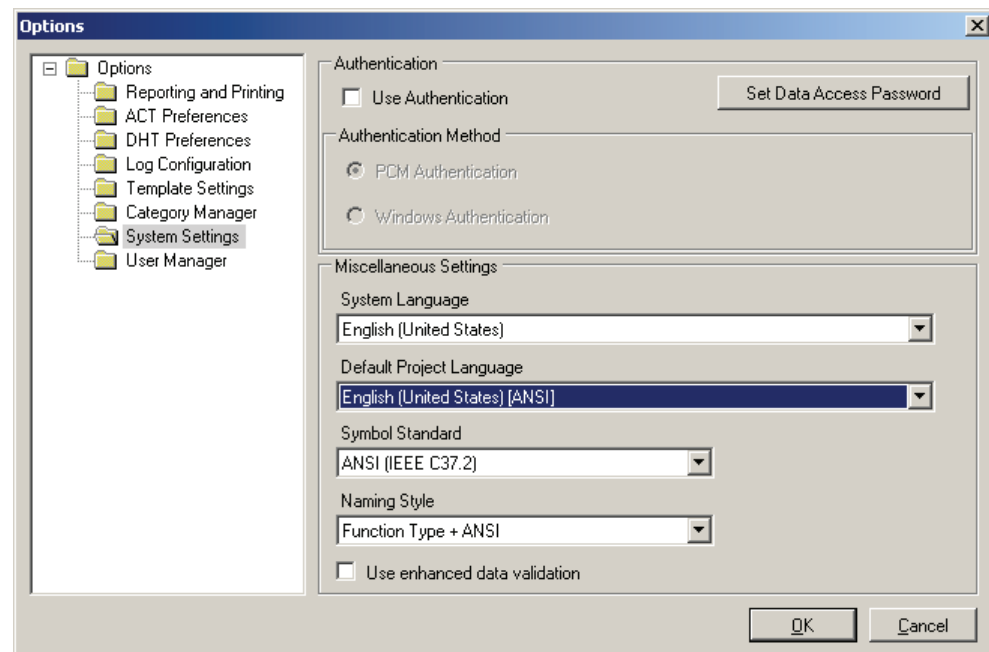 Options
Options
Reporting and Printing
ACT Preferences
DHT Preferences
Log Configuration
Template Settings
Category Manager
System Settings
User Manager
Authentication
Use Authentication
Set Data Access Password
Authentication Method
PCM Authentication
Windows Authentication
Miscellaneous Settings
System Language
English (United States)
Default Project Language
English (United States) [ANSI]
Symbol Standard
ANSI (IEEE C37.2)
Naming Style
Function Type + ANSI
Use enhanced data validation
OK
Cancel